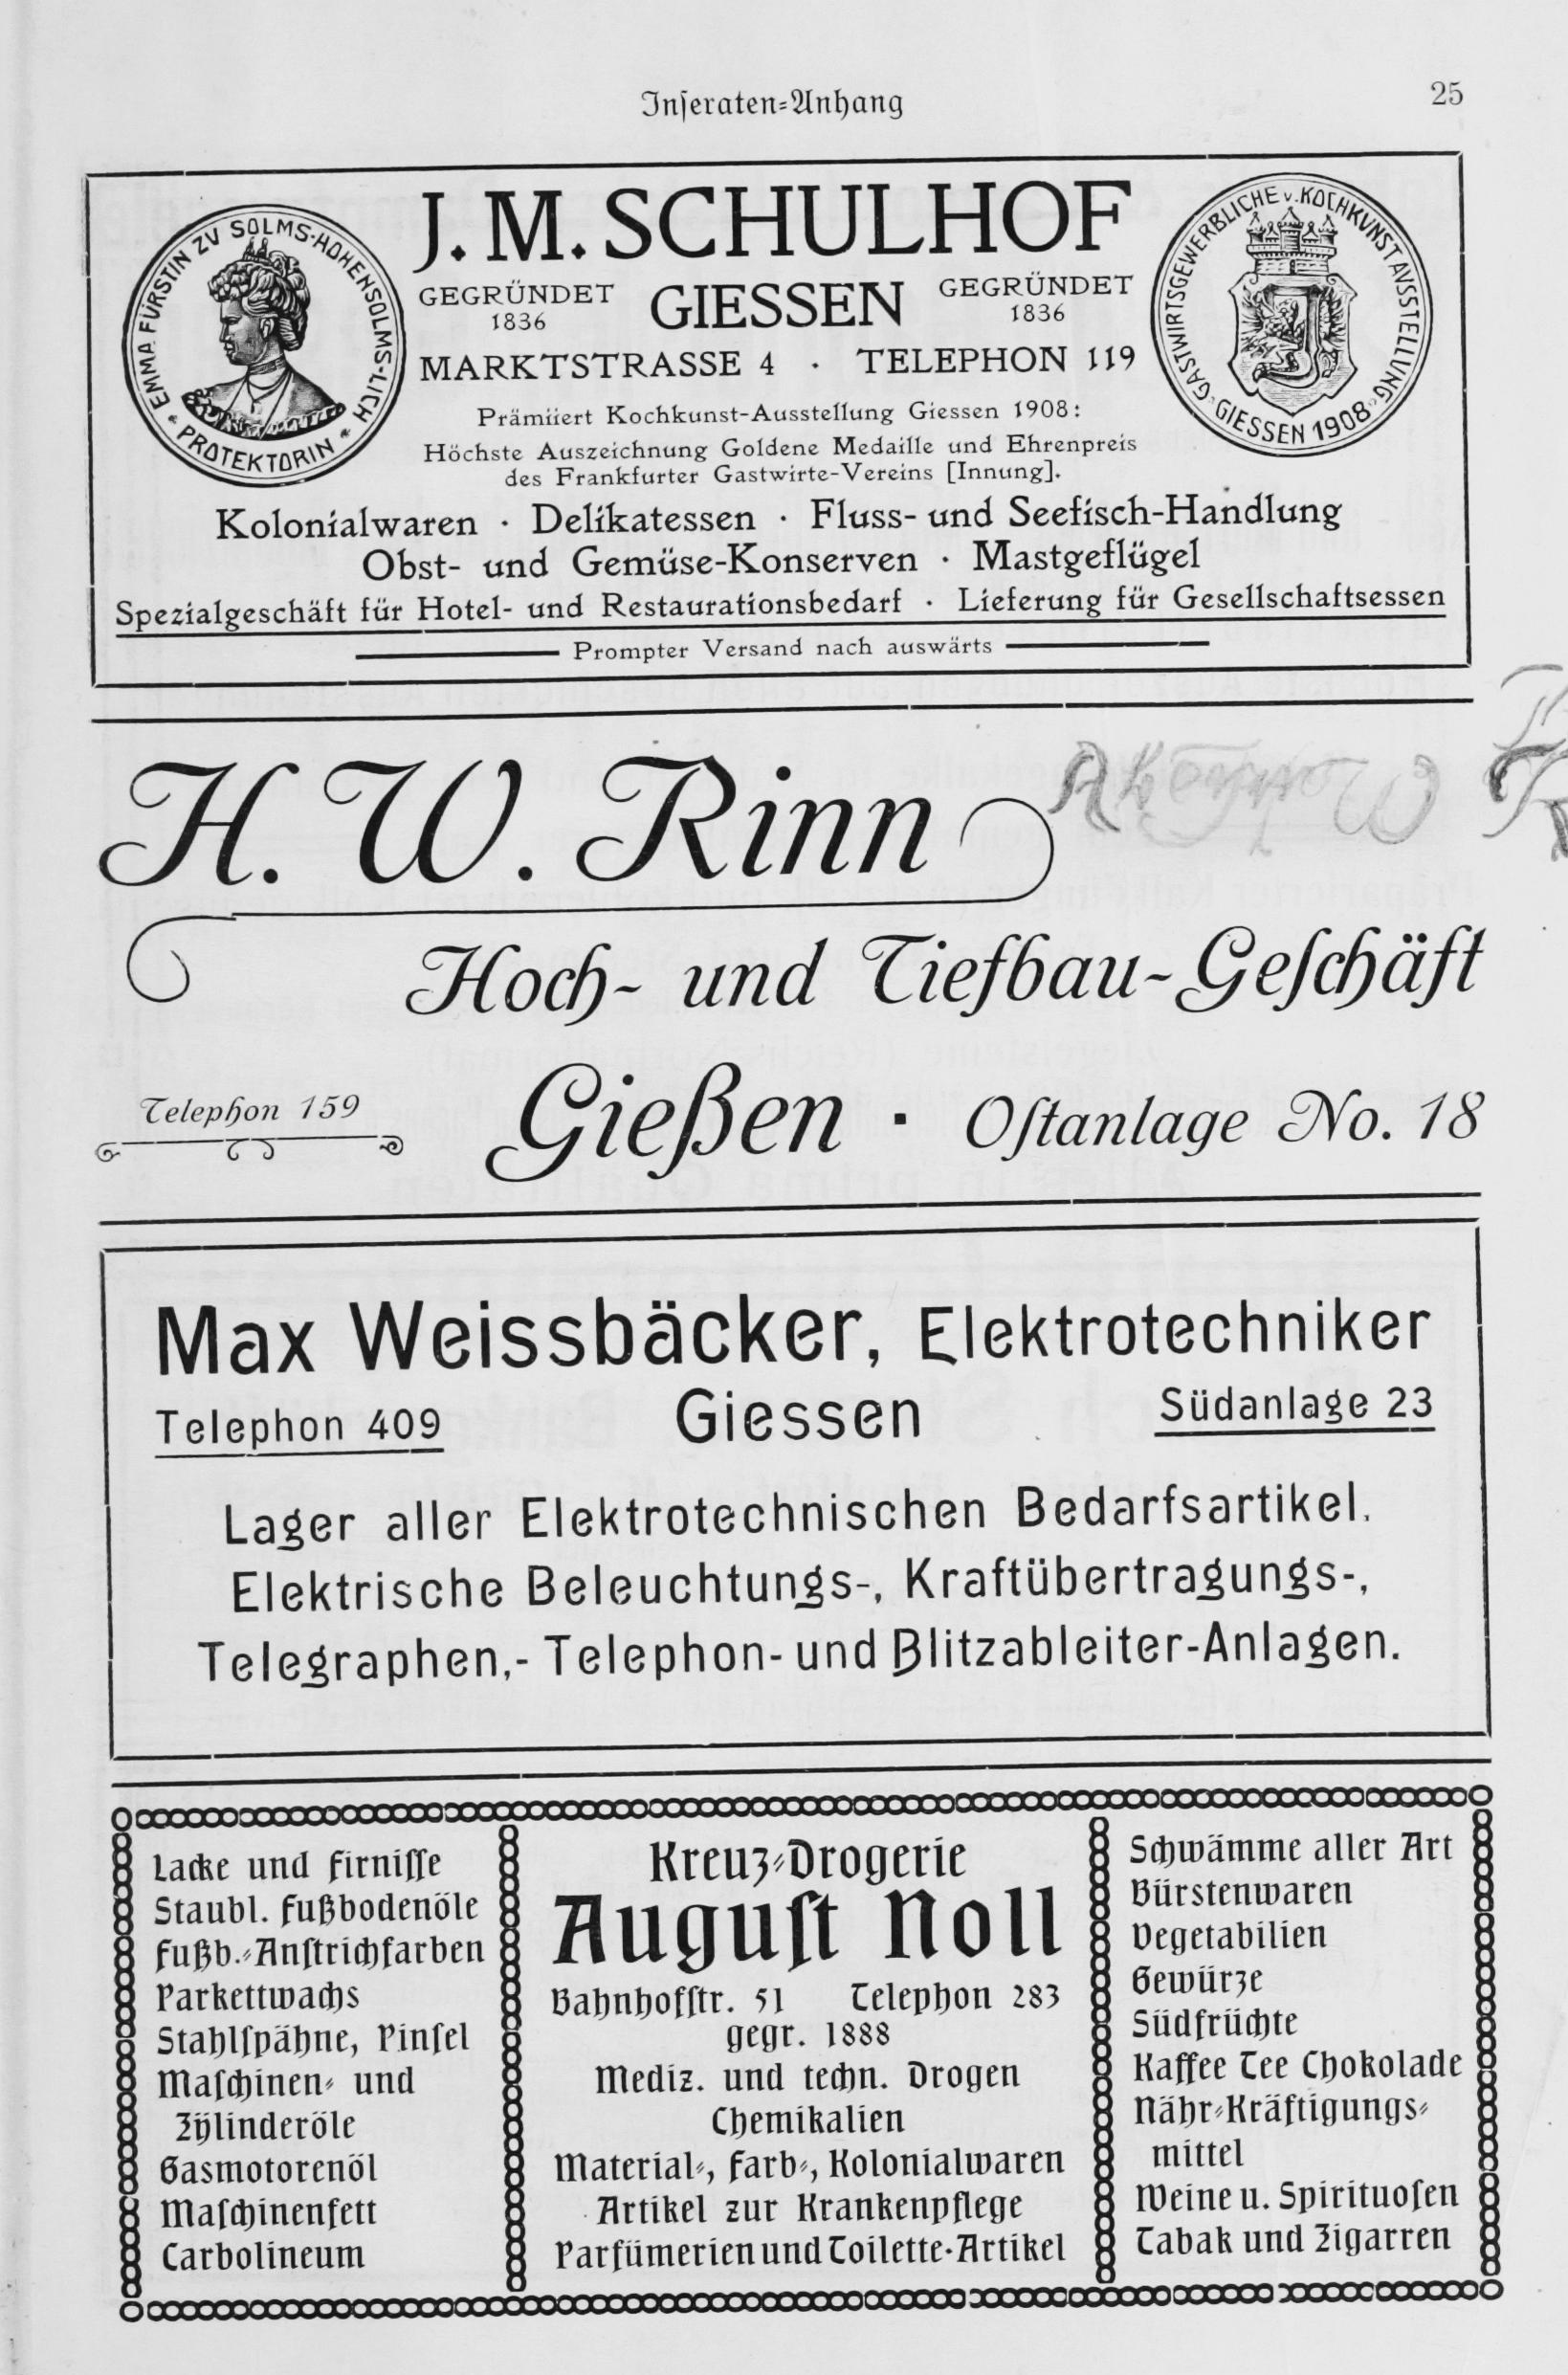 Inſeraten-Anhang
25
EMMA FÜRSTIN ZU SOLMS-HOHENSOLMS-LICH
PROTEKTORIN
J. M. SCHULHOF
GEGRÜNDET
1836
GIESSEN
GEGRÜNDET
1836
MARKTSTRASSE 4 · TELEPHON 119
GASTWIRTSGEWERBLICHE v. KOCHKUNSTAUSSTELLUNG
GIESSEN 1908
Prämiiert Kochkunst-Ausstellung Giessen 1908:
Höchste Auszeichnung Goldene Medaille und Ehrenpreis
des Frankfurter Gastwirte-Vereins [Innung].
Kolonialwaren · Delikatessen · Fluss- und Seefisch-Handlung
Obst- und Gemüse-Konserven · Mastgeflügel
Spezialgeschäft für Hotel- und Restaurationsbedarf · Lieferung für Gesellschaftsessen
Prompter Versand nach auswärts
H. W. Rinn
Hoch- und Tiefbau-Geſchäft
Telephon 159
Gießen · Oſtanlage No. 18
Max Weissbäcker, Elektrotechniker
Telephon 409
Giessen
Südanlage 23
Lager aller Elektrotechnischen Bedarfsartikel.
Elektrische Beleuchtungs-, Kraftübertragungs-,
Telegraphen,- Telephon- und Blitzableiter-Anlagen.
Lacke und Firniſſe
Staubl. Fußbodenöle
Fußb.-Anſtrichfarben
Parkettwachs
Stahlſpähne, Pinſel
Maſchinen- und
Zylinderöle
Gasmotorenöl
Maſchinenfett
Carbolineum
Kreuz-Drogerie
Auguſt Noll
Bahnhofſtr. 51 Telephon 283
gegr. 1888
Mediz. und techn. Drogen
Chemikalien
Material-, Farb-, Kolonialwaren
Artikel zur Krankenpflege
Parfümerien und Toilette-Artikel
Schwämme aller Art
Bürstenwaren
Vegetabilien
Gewürze
Südfrüchte
Kaffee Tee Chokolade
Nähr-Kräftigungs-
mittel
Weine u. Spirituoſen
Tabak und Zigarren